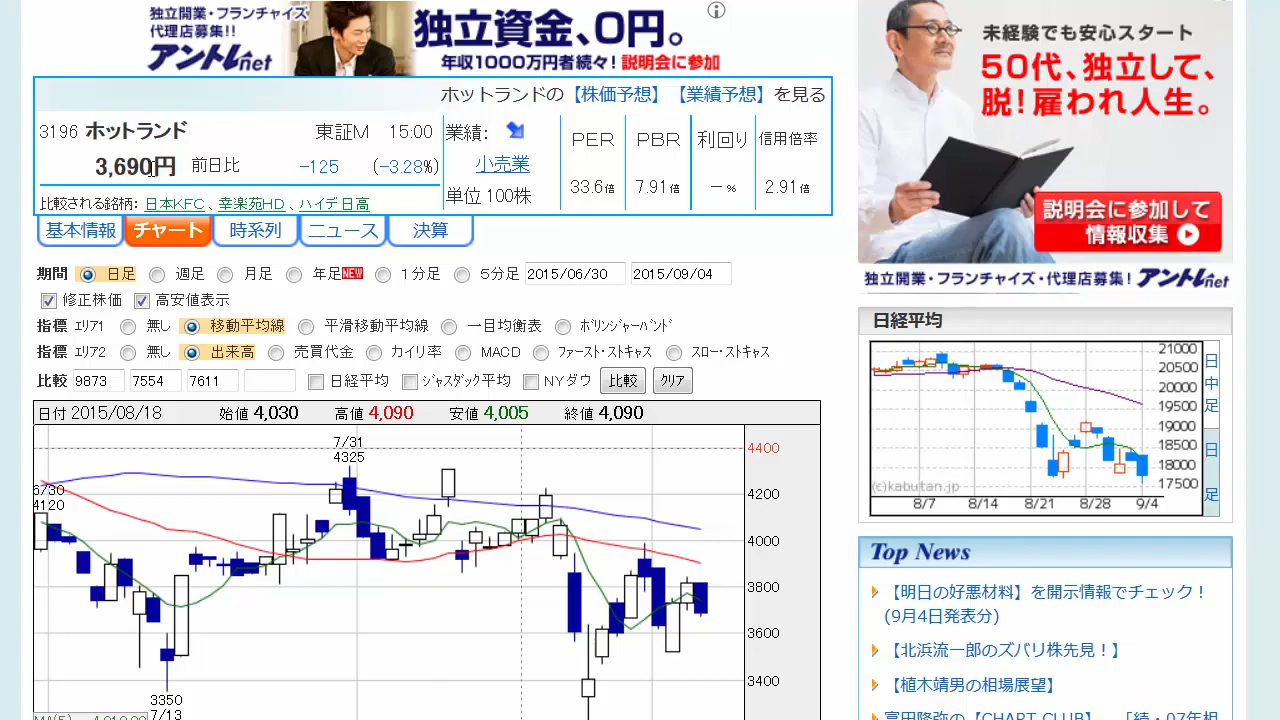 独立開業・フランチャイズ
代理店募集!!
アントレnet
独立資金、0円。
年収1000万円者続々！説明会に参加
ホットランドの【株価予想】【業績予想】を見る
3196 ホットランド 東証M 15:00
3,690円 前日比 -125 (-3.28%)
比較される銘柄: 日本KFC、幸楽苑HD、ハイデ日高
業績:
小売業
単位 100株
PER PBR 利回り 信用倍率
33.6倍 7.91倍 －% 2.91倍
基本情報 チャート 時系列 ニュース 決算
期間 日足 週足 月足 年足NEW 1分足 5分足 2015/06/30 2015/09/04
修正株価 高安値表示
指標 エリア1 無し 移動平均線 平滑移動平均線 一目均衡表 ボリンジャーバンド
指標 エリア2 無し 出来高 売買代金 カイリ率 MACD ファースト・ストキャス スロー・ストキャス
比較 9873 7554 7611 日経平均 ジャスダック平均 NYダウ 比較 クリア
日付 2015/08/18 始値 4,030 高値 4,090 安値 4,005 終値 4,090
7/31
4325
6/30
4120
3350
7/13
4400
4200
4000
3800
3600
3400
未経験でも安心スタート
50代、独立して、
脱！雇われ人生。
説明会に参加して
情報収集
独立開業・フランチャイズ・代理店募集！アントレnet
日経平均
21000
20500
20000
19500
19000
18500
18000
17500
(c)kabutan.jp
8/7 8/14 8/21 8/28 9/4
日
中
足
日
足
Top News
【明日の好悪材料】を開示情報でチェック！
(9月4日発表分)
【北浜流一郎のズバリ株先見！】
【植木靖男の相場展望】
富田隆弥の【CHART CLUB】 「続・07年相